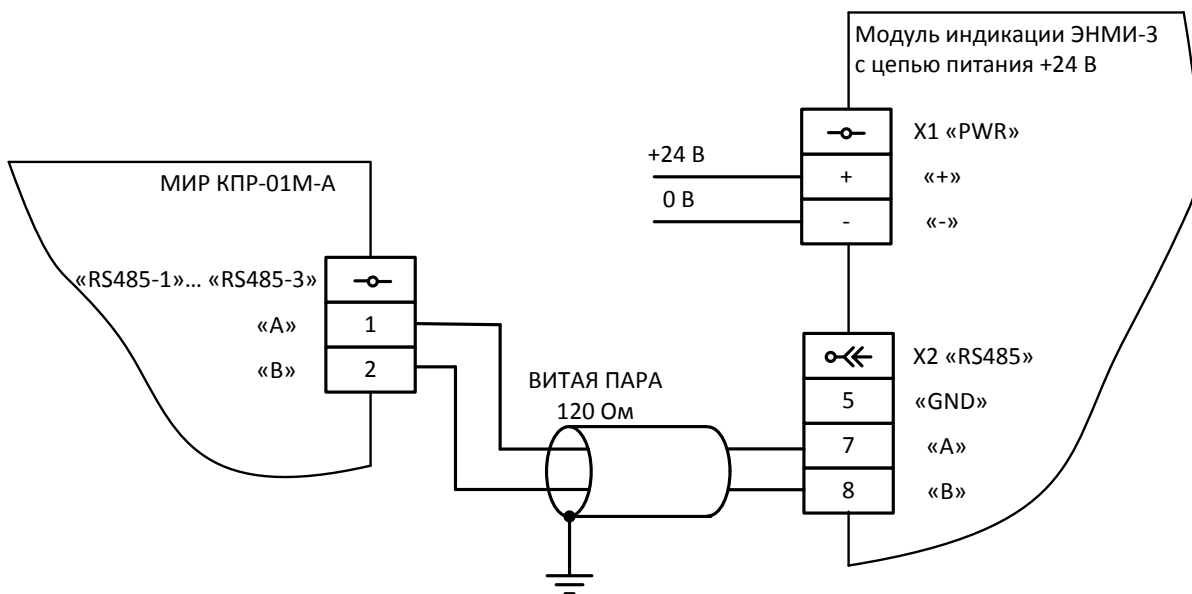 Модуль индикации ЭНМИ-3
с цепью питания +24 В
X1 «PWR»
+24 В
+
«+»
0 В
-
«-»
МИР КПР-01М-А
«RS485-1»... «RS485-3»
«A»
1
«B»
2
ВИТАЯ ПАРА
120 Ом
X2 «RS485»
5
«GND»
7
«A»
8
«B»